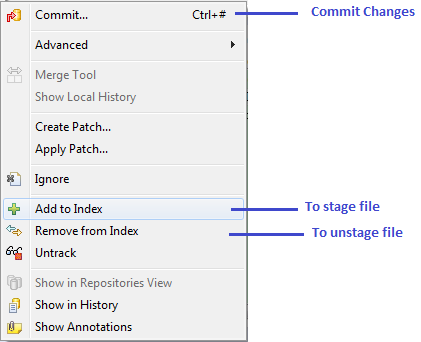 Commit... Ctrl+# Commit Changes
Advanced
Merge Tool
Show Local History
Create Patch...
Apply Patch...
Ignore
Add to Index To stage file
Remove from Index To unstage file
Untrack
Show in Repositories View
Show in History
Show Annotations